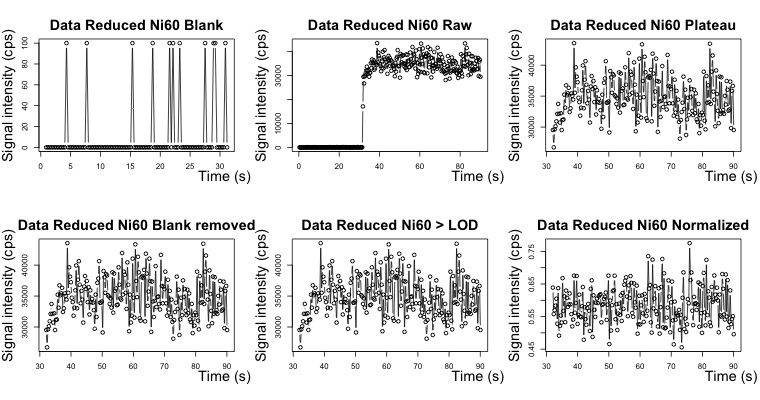 Data Reduced Ni60 Blank
Signal intensity (cps)
0 20 40 60 80 100
0 5 10 15 20 25 30
Time (s)
Data Reduced Ni60 Raw
Signal intensity (cps)
0 10000 30000
0 20 40 60 80
Time (s)
Data Reduced Ni60 Plateau
Signal intensity (cps)
30000 35000 40000
30 40 50 60 70 80 90
Time (s)
Data Reduced Ni60 Blank removed
Signal intensity (cps)
30000 35000 40000
30 40 50 60 70 80 90
Time (s)
Data Reduced Ni60 > LOD
Signal intensity (cps)
30000 35000 40000
30 40 50 60 70 80 90
Time (s)
Data Reduced Ni60 Normalized
Signal intensity (cps)
0.45 0.55 0.65 0.75
30 40 50 60 70 80 90
Time (s)